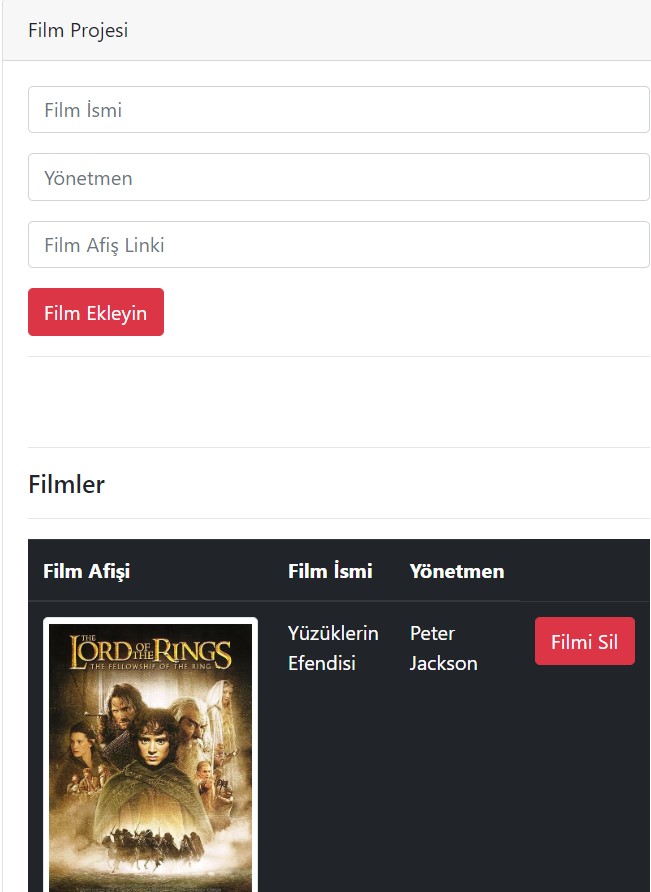 Film Projesi
Film İsmi
Yönetmen
Film Afiş Linki
Film Ekleyin
Filmler
Film Afişi Film İsmi Yönetmen
THE
LORD OF THE RINGS
THE FELLOWSHIP OF THE RING
Yüzüklerin
Efendisi
Peter
Jackson
Filmi Sil